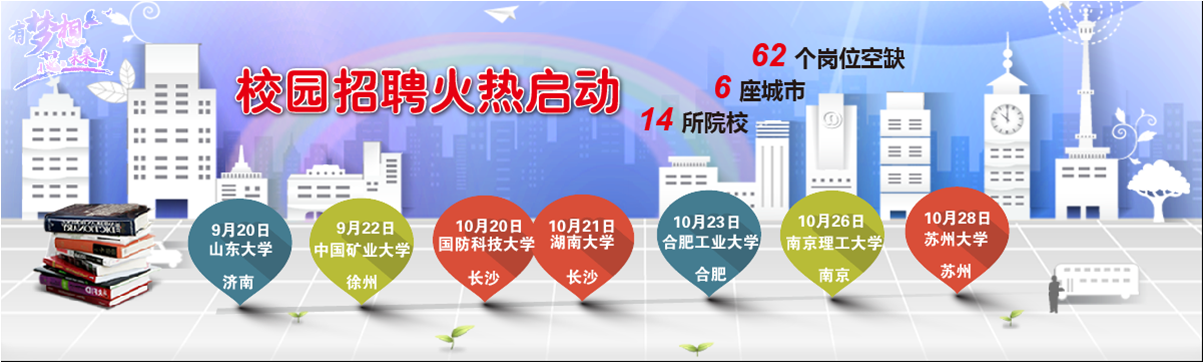 有梦想
校园招聘火热启动
62 个岗位空缺
6 座城市
14 所院校
9月20日
山东大学
济南
9月22日
中国矿业大学
徐州
10月20日
国防科技大学
长沙
10月21日
湖南大学
长沙
10月23日
合肥工业大学
合肥
10月26日
南京理工大学
南京
10月28日
苏州大学
苏州
DICTIONARY